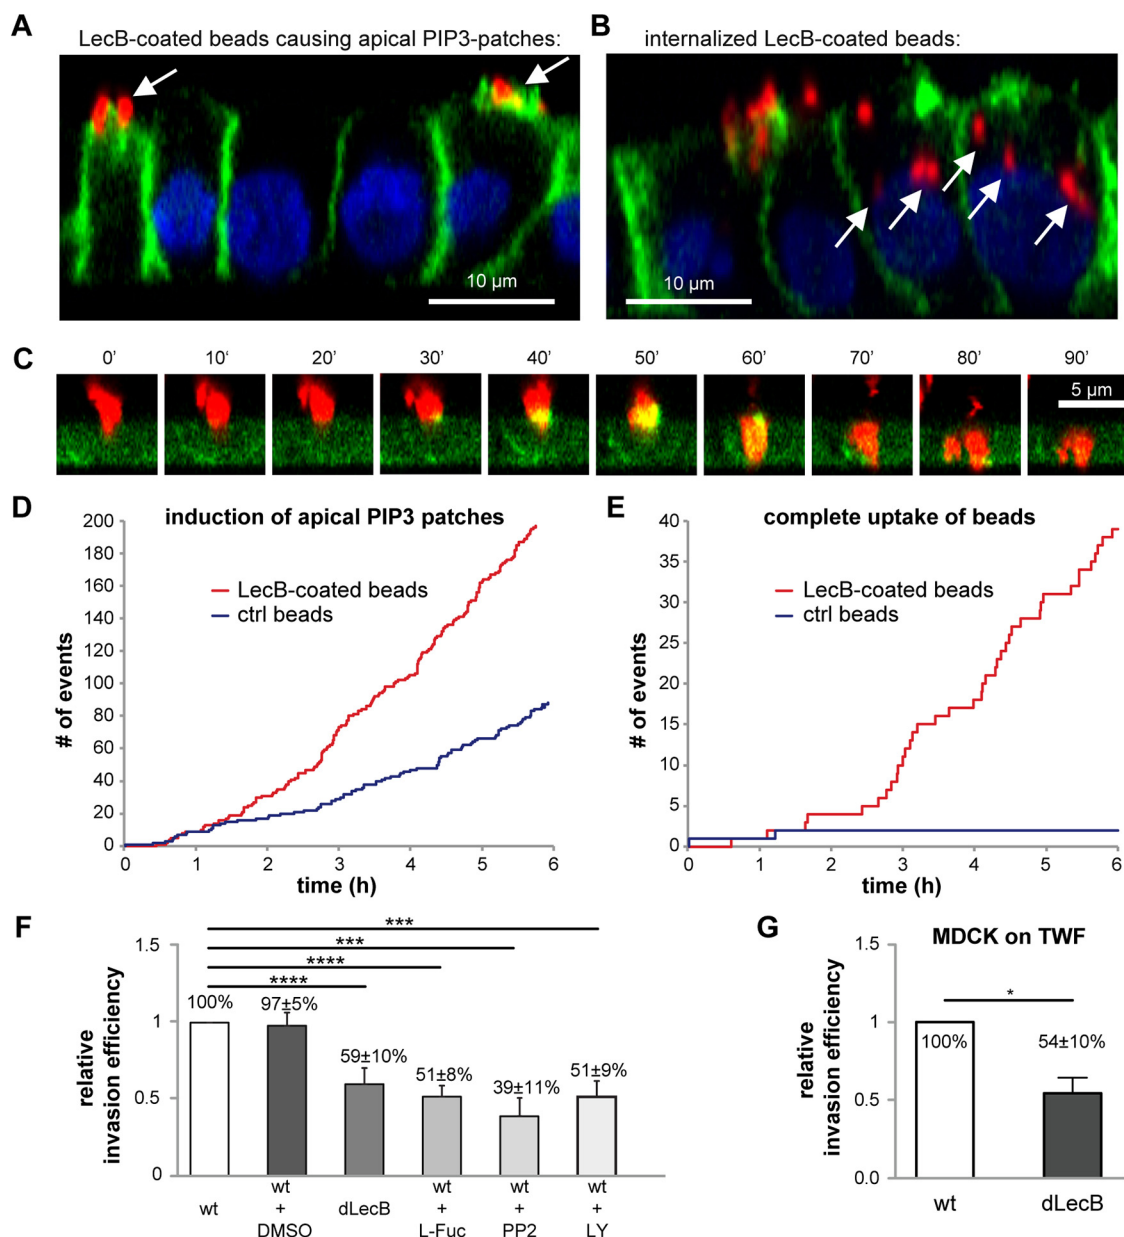 A
LecB-coated beads causing apical PIP3-patches:
10 µm
B
internalized LecB-coated beads:
10 µm
C
0' 10' 20' 30' 40' 50' 60' 70' 80' 90'
5 µm
D
induction of apical PIP3 patches
LecB-coated beads
ctrl beads
# of events
200
180
160
140
120
100
80
60
40
20
0
0 1 2 3 4 5 6
time (h)
E
complete uptake of beads
LecB-coated beads
ctrl beads
# of events
40
35
30
25
20
15
10
5
0
0 1 2 3 4 5 6
time (h)
F
***
***
****
****
relative
invasion efficiency
1.5
1
0.5
0
100%
97±5%
59±10%
51±8%
39±11%
51±9%
wt
wt + DMSO
dLecB
wt + L-Fuc
wt + PP2
wt + LY
G
MDCK on TWF
*
relative
invasion efficiency
1.5
1
0.5
0.0
100%
54±10%
wt dLecB